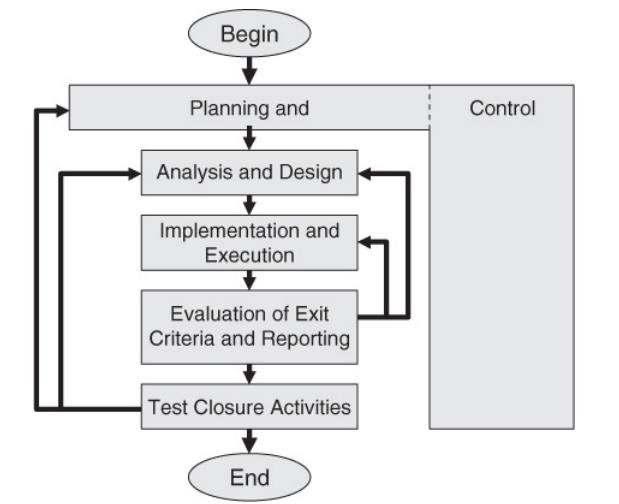 Begin
Planning and
Control
Analysis and Design
Implementation and
Execution
Evaluation of Exit
Criteria and Reporting
Test Closure Activities
End